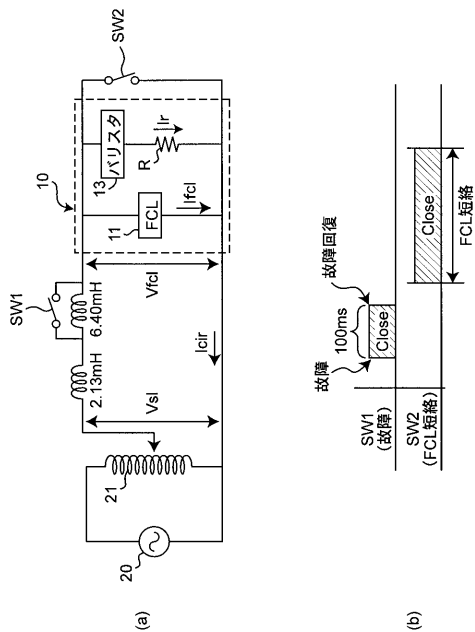 (a)
20
21
Vsl
2.13mH
6.40mH
SW1
Icir
Vfcl
10
11
FCL
Ifcl
13
バリスタ
R
Ir
SW2
(b)
故障
故障回復
100ms
SW1
(故障)
Close
SW2
(FCL短絡)
Close
FCL短絡